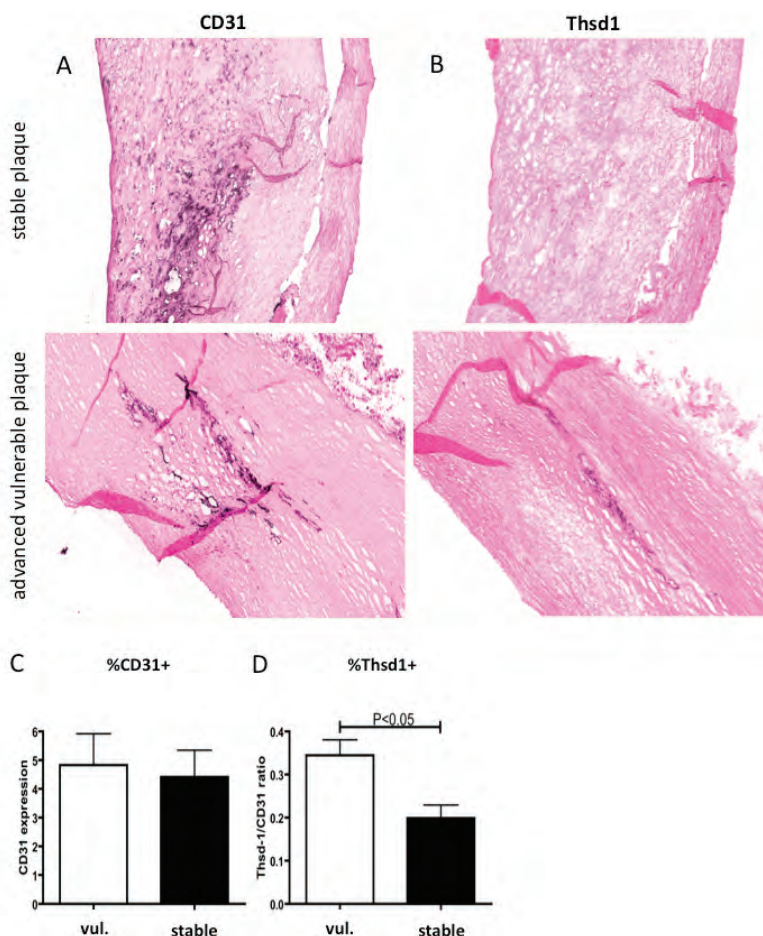 CD31
Thsd1
A
B
stable plaque
advanced vulnerable plaque
C
%CD31+
D
%Thsd1+
CD31 expression
6
5
4
3
2
1
0
vul.
stable
Thsd-1/CD31 ratio
0.4
0.3
0.2
0.1
0.0
P<0.05
vul.
stable